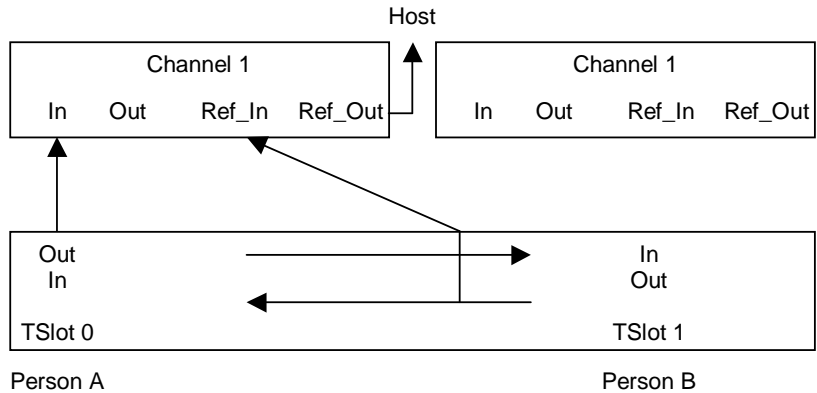 Host
Channel 1
In Out Ref_In Ref_Out
Channel 1
In Out Ref_In Ref_Out
Out
In
TSlot 0
In
Out
TSlot 1
Person A
Person B